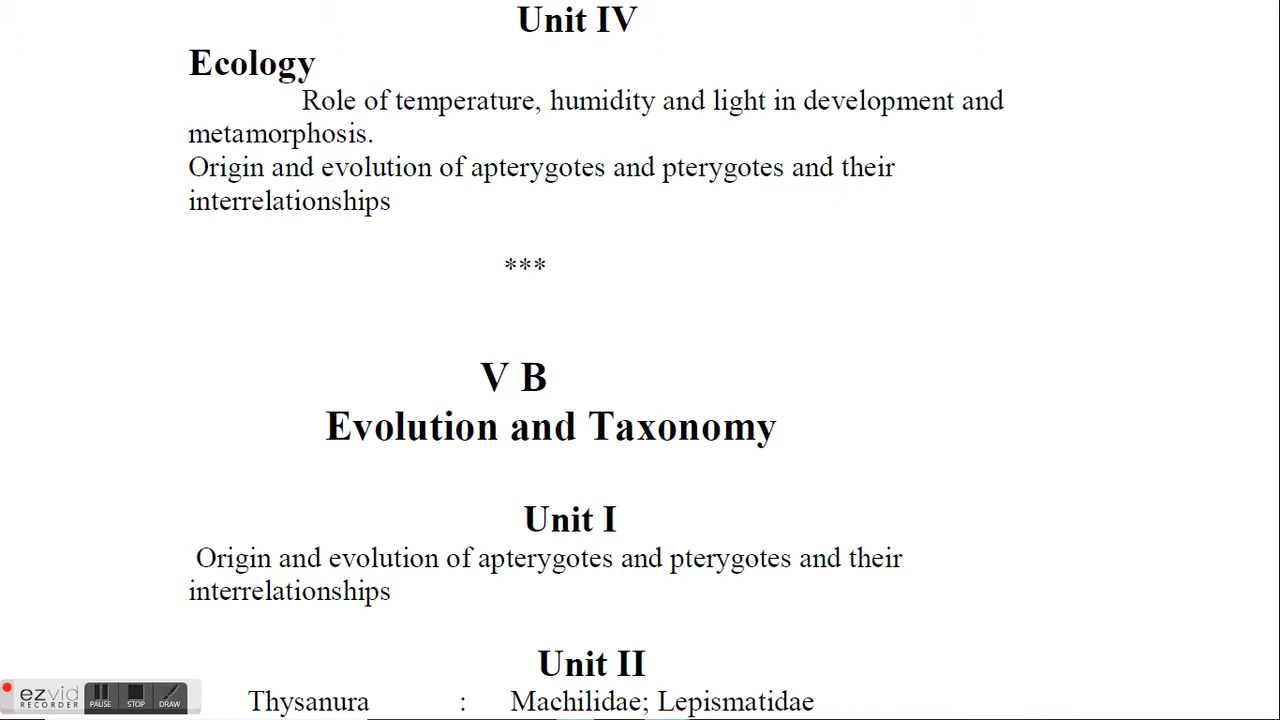 Unit IV
Ecology
Role of temperature, humidity and light in development and
metamorphosis.
Origin and evolution of apterygotes and pterygotes and their
interrelationships
***
V B
Evolution and Taxonomy
Unit I
Origin and evolution of apterygotes and pterygotes and their
interrelationships
Unit II
Thysanura : Machilidae; Lepismatidae
ezvid
RECORDER
PAUSE STOP DRAW